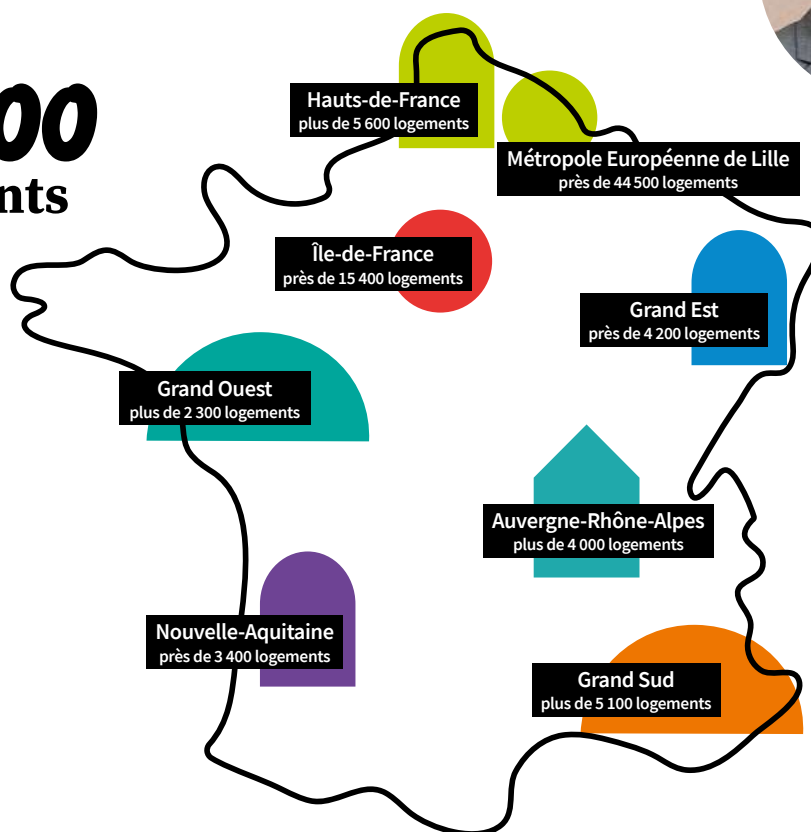 00
nts
Hauts-de-France
plus de 5 600 logements
Métropole Européenne de Lille
près de 44 500 logements
Île-de-France
près de 15 400 logements
Grand Est
près de 4 200 logements
Grand Ouest
plus de 2 300 logements
Auvergne-Rhône-Alpes
plus de 4 000 logements
Nouvelle-Aquitaine
près de 3 400 logements
Grand Sud
plus de 5 100 logements